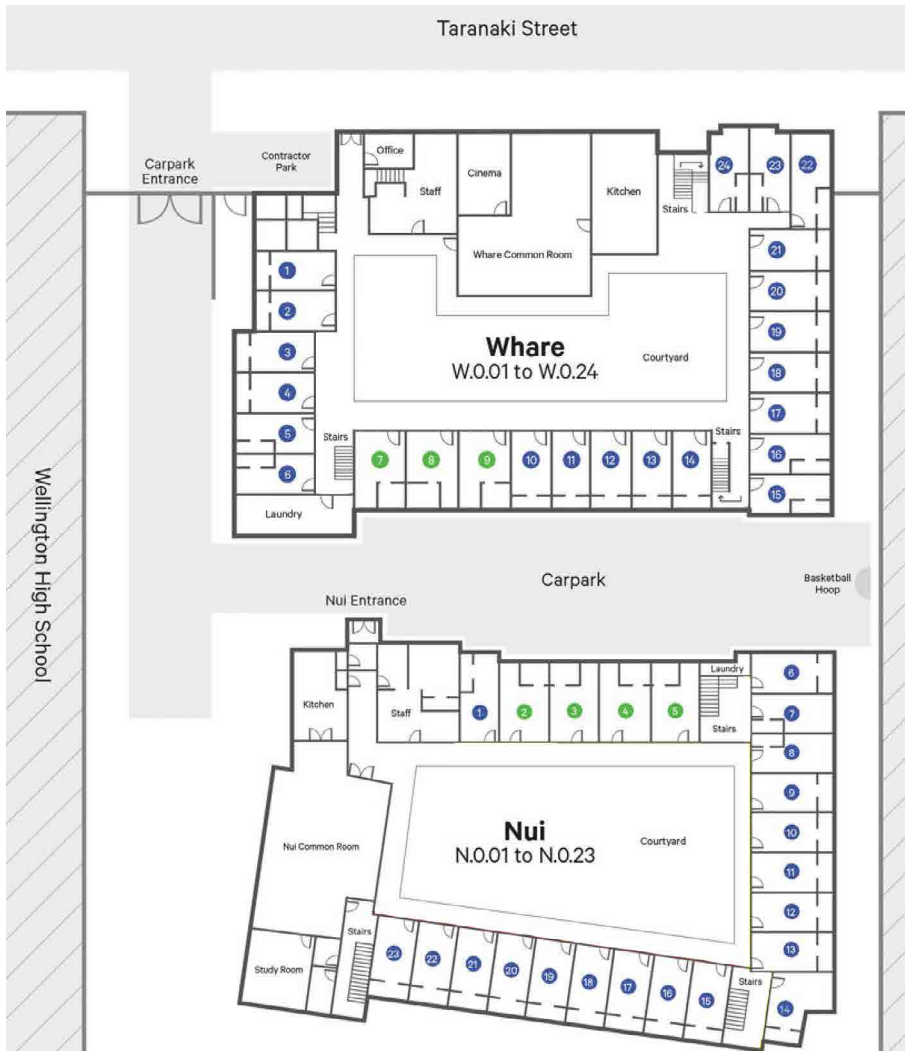 Taranaki Street
Carpark
Entrance
Contractor
Park
Office
Staff
Cinema
Kitchen
Whare Common Room
Stairs
24
23
22
1
2
3
4
5
6
21
20
19
18
17
16
15
Whare
W.0.01 to W.0.24
Courtyard
Stairs
7
8
9
10
11
12
13
14
Stairs
Laundry
Wellington High School
Carpark
Basketball
Hoop
Nui Entrance
Kitchen
Staff
1
2
3
4
5
Laundry
Stairs
6
7
8
9
10
11
12
13
14
Nui
N.0.01 to N.0.23
Courtyard
Nui Common Room
Stairs
Study Room
23
22
21
20
19
18
17
16
15
Stairs